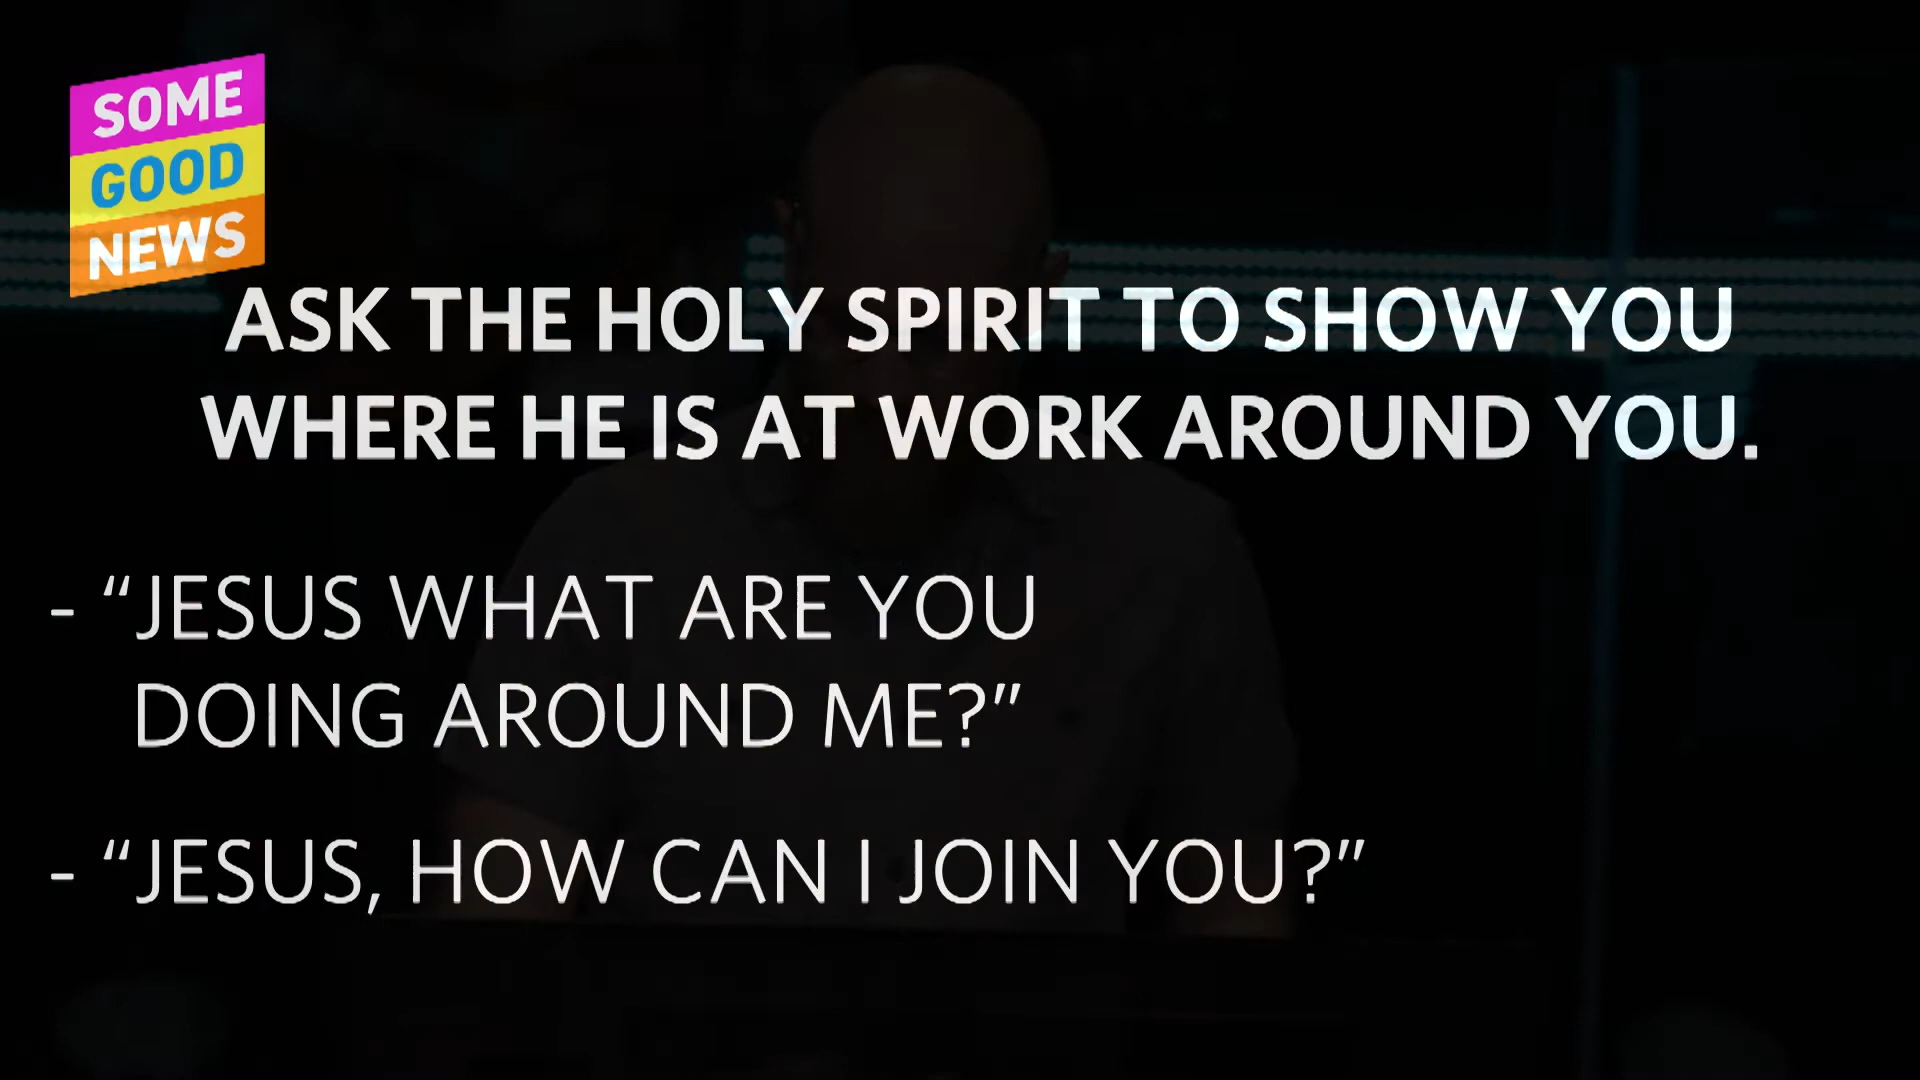 SOME
GOOD
NEWS
ASK THE HOLY SPIRIT TO SHOW YOU
WHERE HE IS AT WORK AROUND YOU.
- “JESUS WHAT ARE YOU
DOING AROUND ME?”
- “JESUS, HOW CAN I JOIN YOU?”